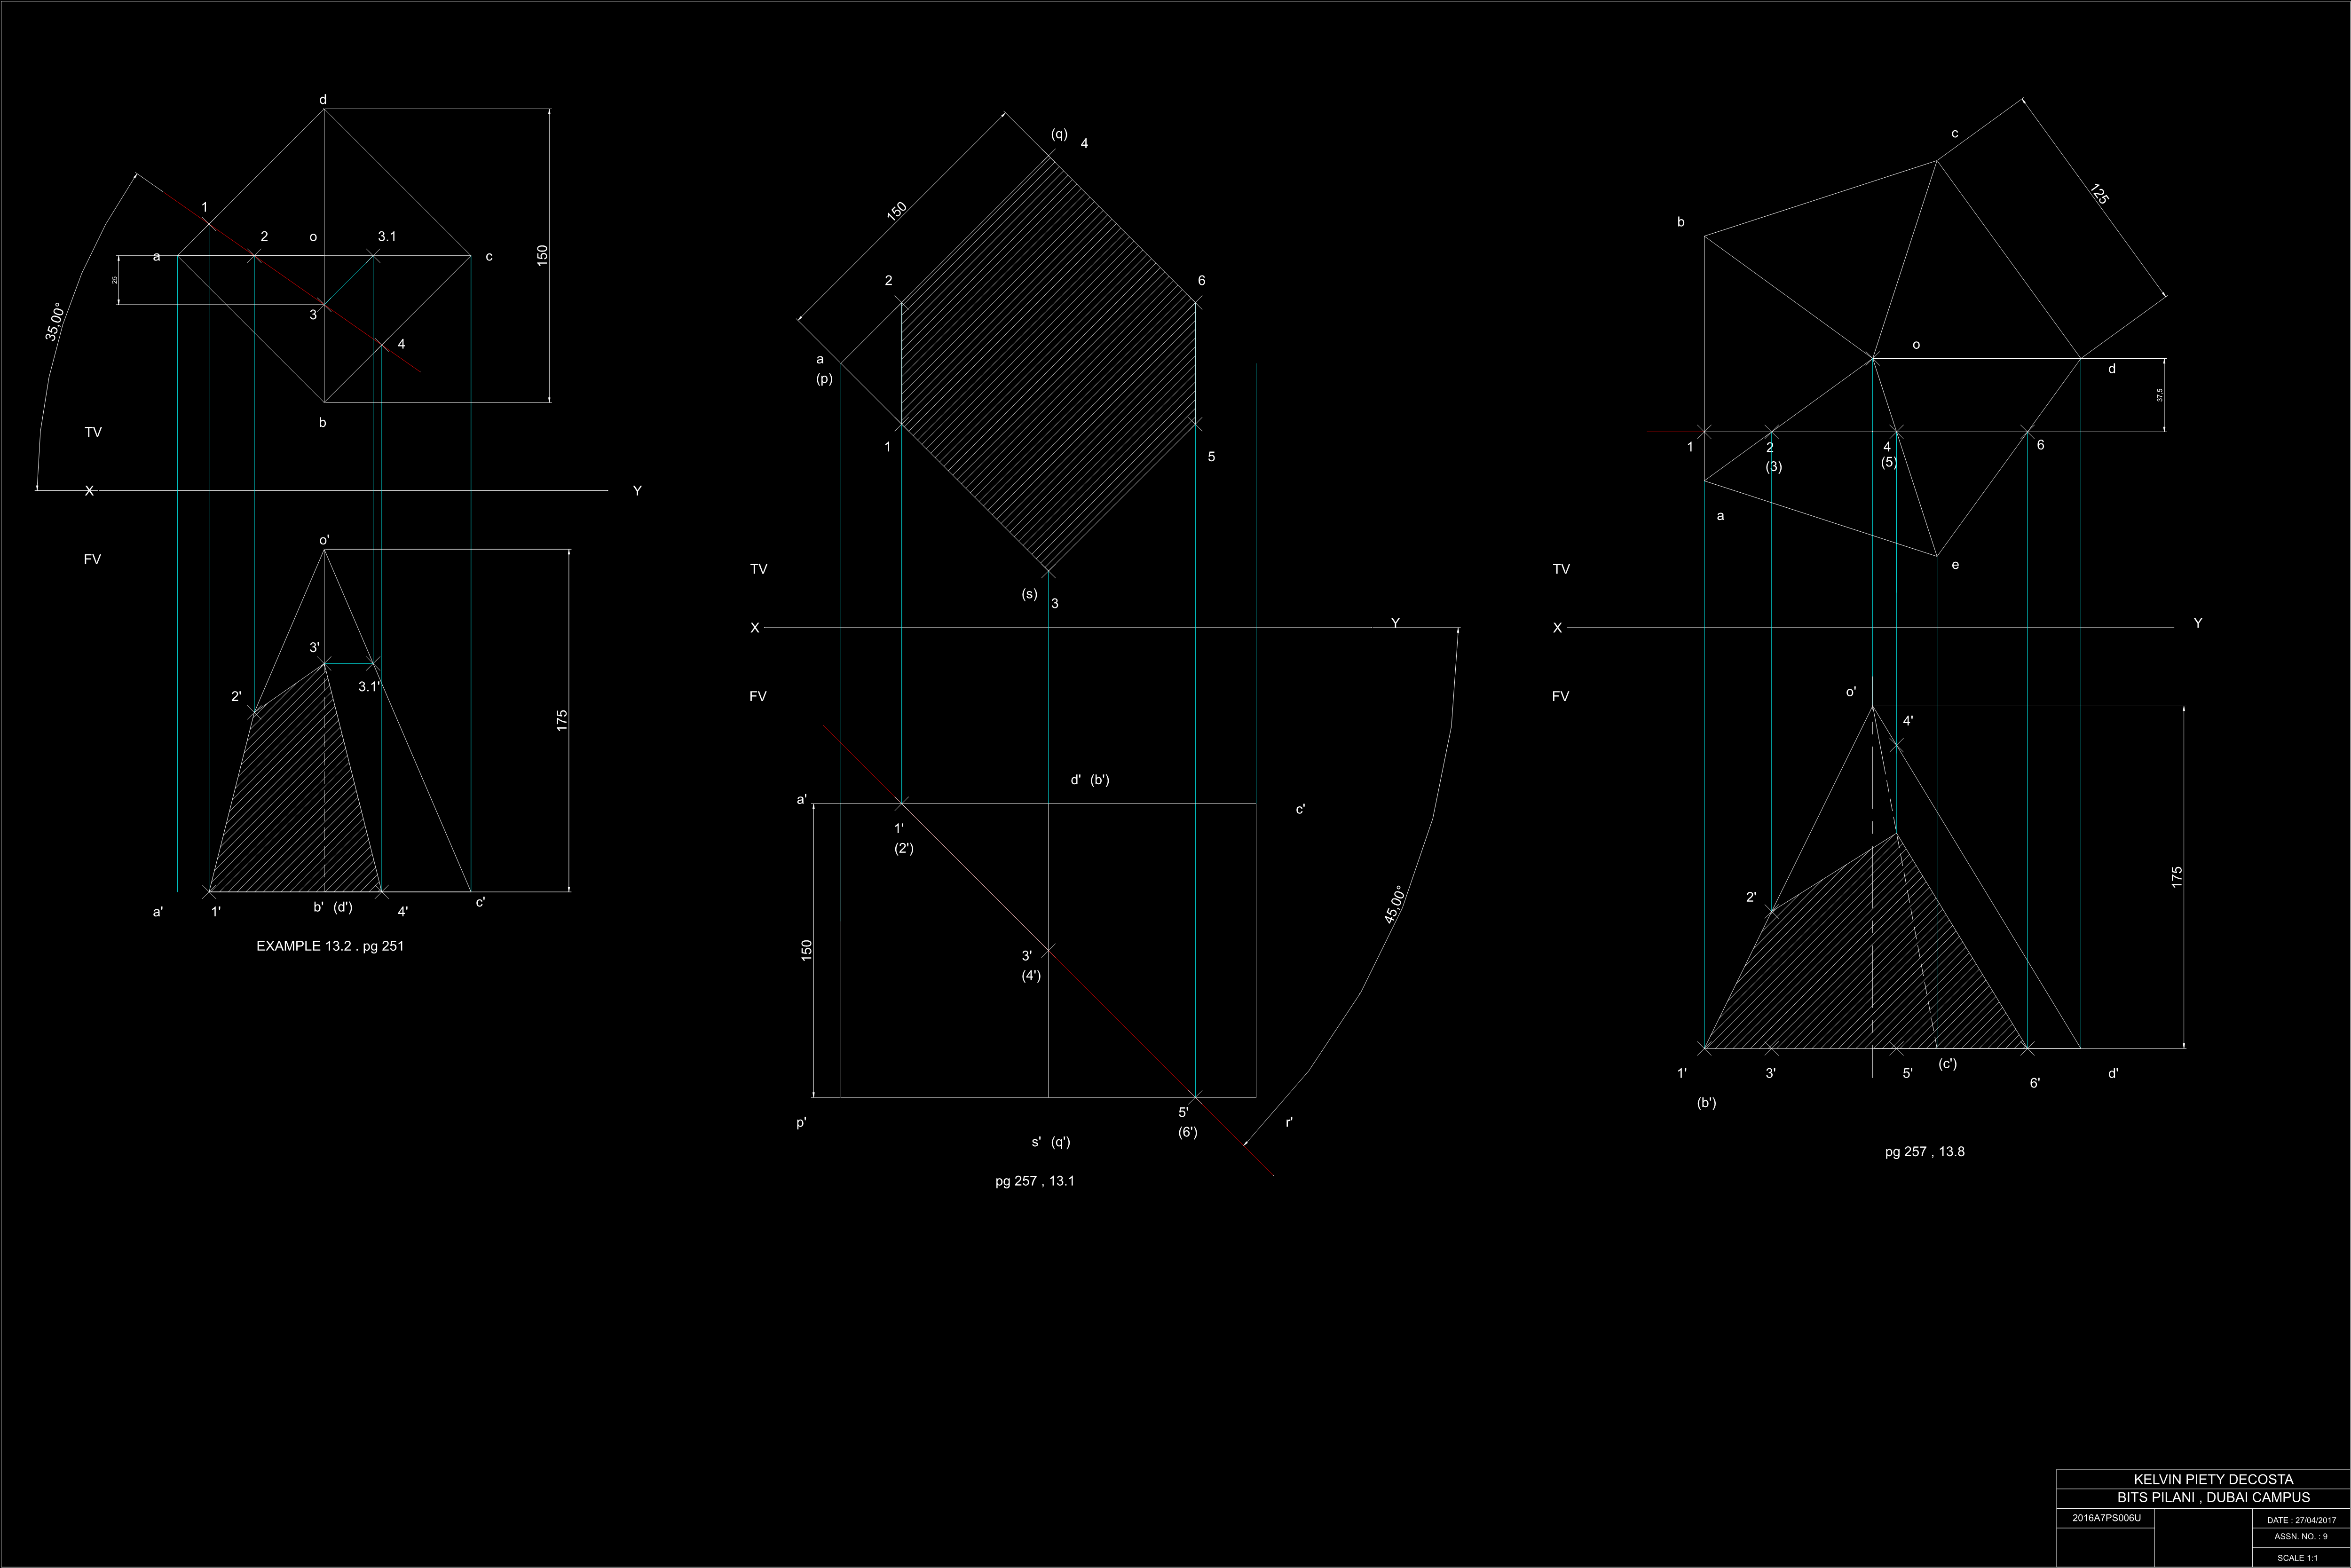 d
1
2
o
3.1
a
c
150
25
3
4
35,00°
b
TV
X
Y
FV
o'
3'
3.1'
2'
175
a'
1'
b' (d')
4'
c'
EXAMPLE 13.2 . pg 251
(q)
4
150
2
6
a
(p)
1
5
(s)
3
TV
X
Y
FV
d' (b')
a'
c'
1'
(2')
45,00°
150
3'
(4')
5'
(6')
p'
r'
s' (q')
pg 257 , 13.1
c
125
b
o
d
37,5
1
2
(3)
4
(5)
6
a
e
TV
X
Y
FV
o'
4'
175
2'
1'
3'
5'
(c')
6'
d'
(b')
pg 257 , 13.8
KELVIN PIETY DECOSTA
BITS PILANI , DUBAI CAMPUS
2016A7PS006U
DATE : 27/04/2017
ASSN. NO. : 9
SCALE 1:1